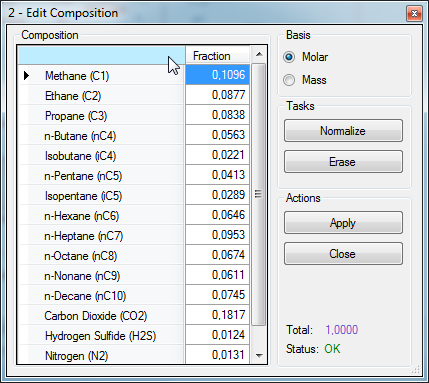 2 - Edit Composition
Composition
Fraction
Methane (C1) 0,1096
Ethane (C2) 0,0877
Propane (C3) 0,0838
n-Butane (nC4) 0,0563
Isobutane (iC4) 0,0221
n-Pentane (nC5) 0,0413
Isopentane (iC5) 0,0289
n-Hexane (nC6) 0,0646
n-Heptane (nC7) 0,0953
n-Octane (nC8) 0,0674
n-Nonane (nC9) 0,0611
n-Decane (nC10) 0,0745
Carbon Dioxide (CO2) 0,1817
Hydrogen Sulfide (H2S) 0,0124
Nitrogen (N2) 0,0131
Basis
Molar
Mass
Tasks
Normalize
Erase
Actions
Apply
Close
Total: 1,0000
Status: OK